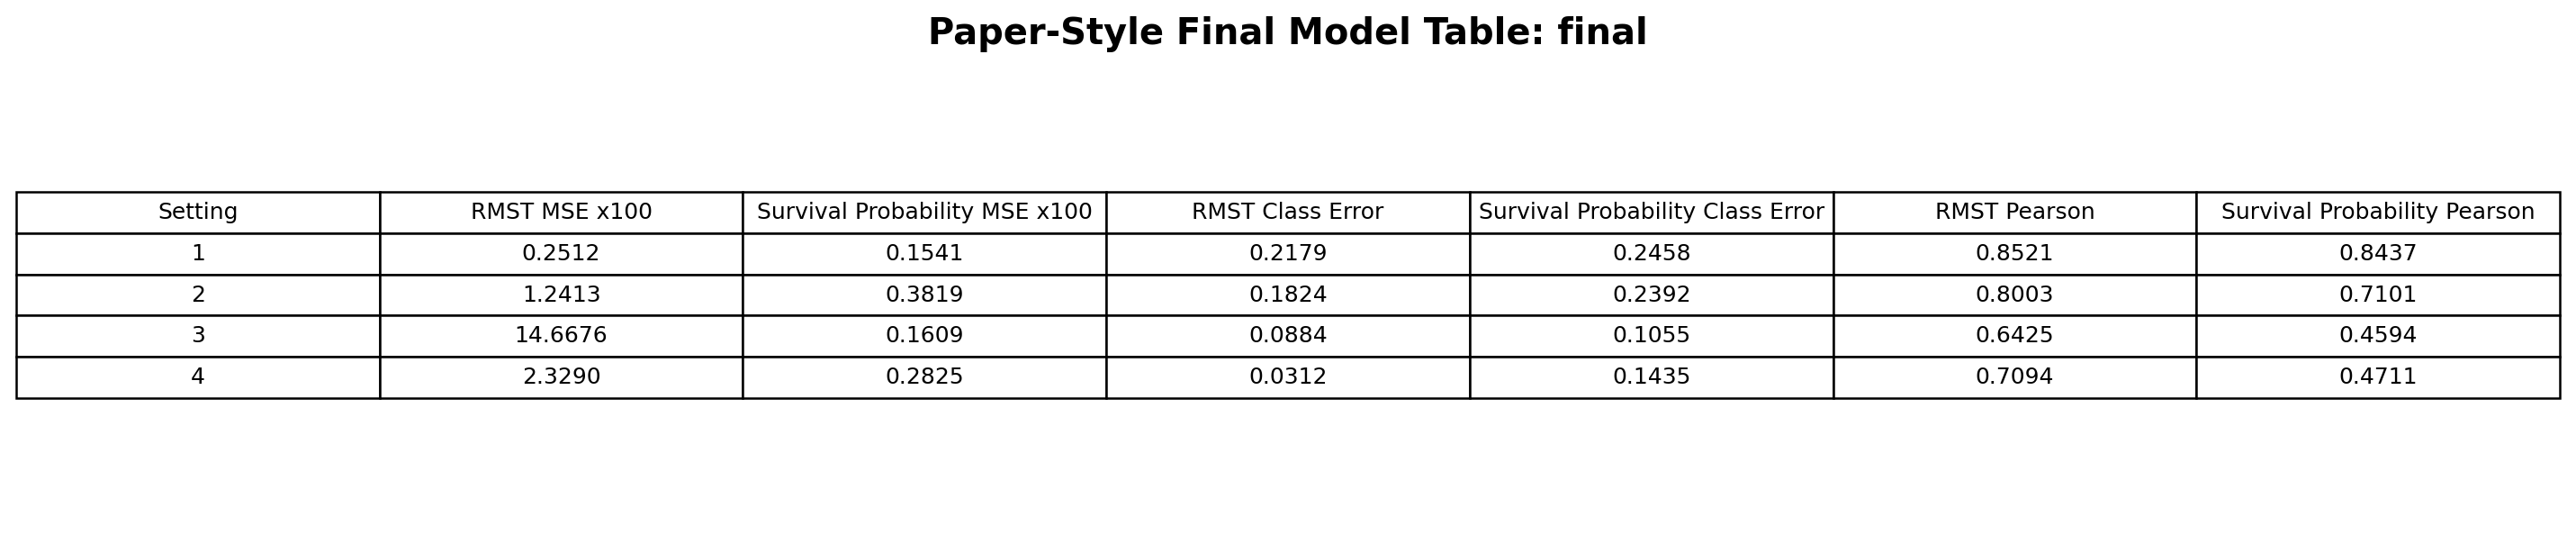 Paper-Style Final Model Table: final
Setting RMST MSE x100 Survival Probability MSE x100 RMST Class Error Survival Probability Class Error RMST Pearson Survival Probability Pearson
1 0.2512 0.1541 0.2179 0.2458 0.8521 0.8437
2 1.2413 0.3819 0.1824 0.2392 0.8003 0.7101
3 14.6676 0.1609 0.0884 0.1055 0.6425 0.4594
4 2.3290 0.2825 0.0312 0.1435 0.7094 0.4711